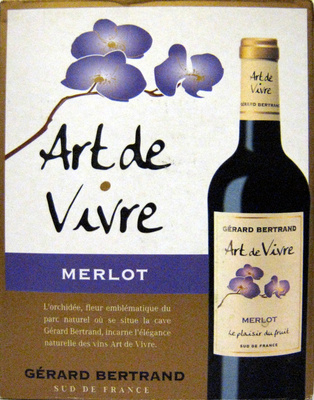 Art de
Vivre
MERLOT
L'orchidée, fleur emblématique du
parc naturel où se situe la cave
Gérard Bertrand, incarne l'élégance
naturelle des vins Art de Vivre.
GÉRARD BERTRAND
SUD DE FRANCE
Art de
Vivre
GÉRARD BERTRAND
GÉRARD BERTRAND
Art de Vivre
MERLOT
Le plaisir du fruit
SUD DE FRANCE